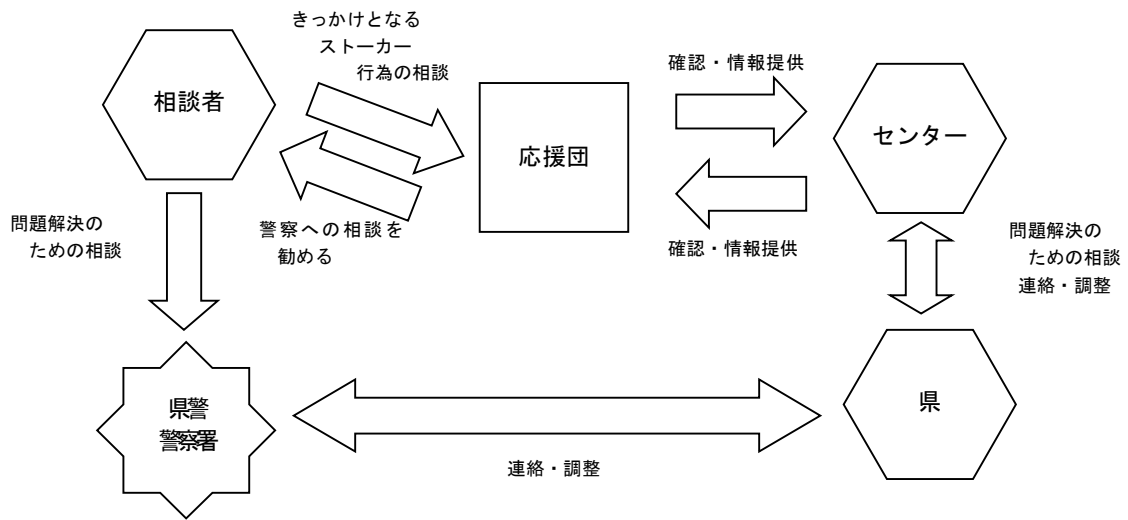 きっかけとなる
ストーカー
行為の相談
確認・情報提供
相談者
応援団
センター
警察への相談を
勧める
確認・情報提供
問題解決の
ための相談
問題解決の
ための相談
連絡・調整
県警
警察署
県
連絡・調整